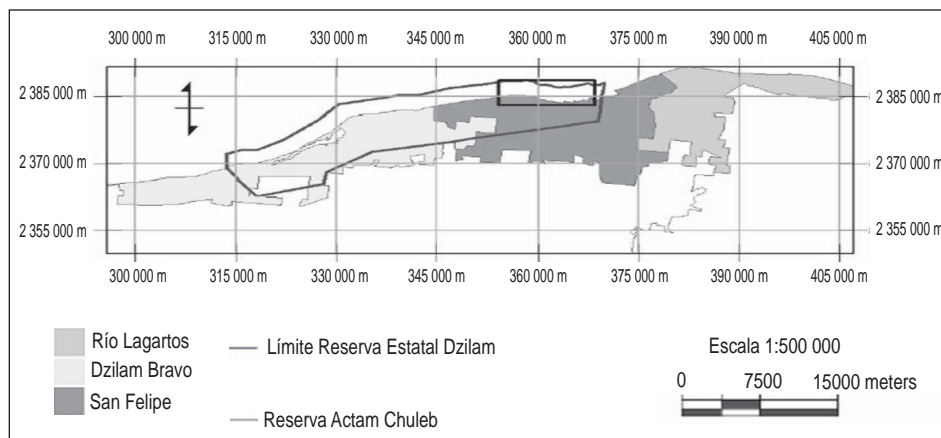 300 000 m 315 000 m 330 000 m 345 000 m 360 000 m 375 000 m 390 000 m 405 000 m
2 385 000 m 2 385 000 m
2 370 000 m 2 370 000 m
2 355 000 m 2 355 000 m
300 000 m 315 000 m 330 000 m 345 000 m 360 000 m 375 000 m 390 000 m 405 000 m
Río Lagartos
Dzilam Bravo
San Felipe
Límite Reserva Estatal Dzilam
Reserva Actam Chuleb
Escala 1:500 000
0 7500 15000 meters